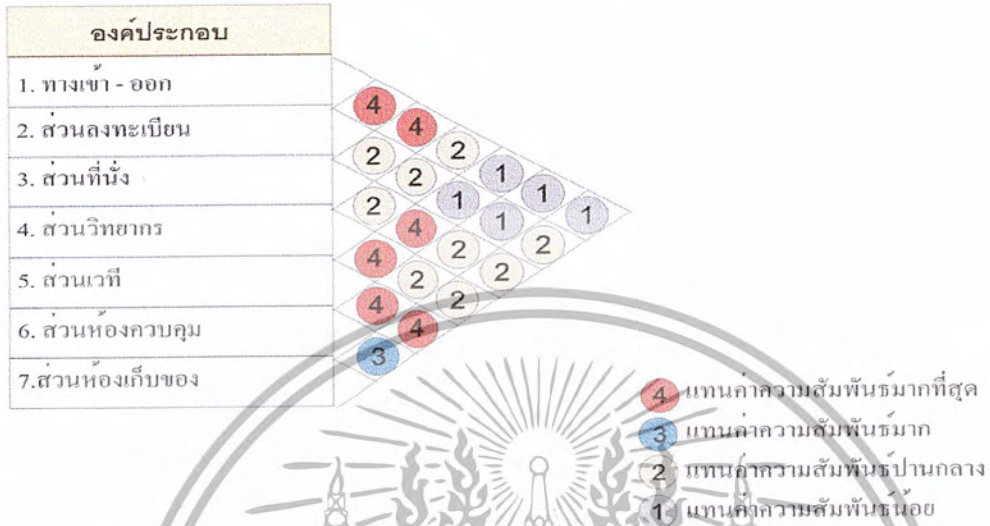 องค์ประกอบ
1. ทางเข้า - ออก
4
2. ส่วนลงทะเบียน
4
2 2
3. ส่วนที่นั่ง
2 1
2 1 1 1
4. ส่วนวิทยากร
4 1
4 2 2
5. ส่วนเวที
2 2
4 2
6. ส่วนห้องควบคุม
4
3
7.ส่วนห้องเก็บของ
4 แทนค่าความสัมพันธ์มากที่สุด
3 แทนค่าความสัมพันธ์มาก
2 แทนค่าความสัมพันธ์ปานกลาง
1 แทนค่าความสัมพันธ์น้อย